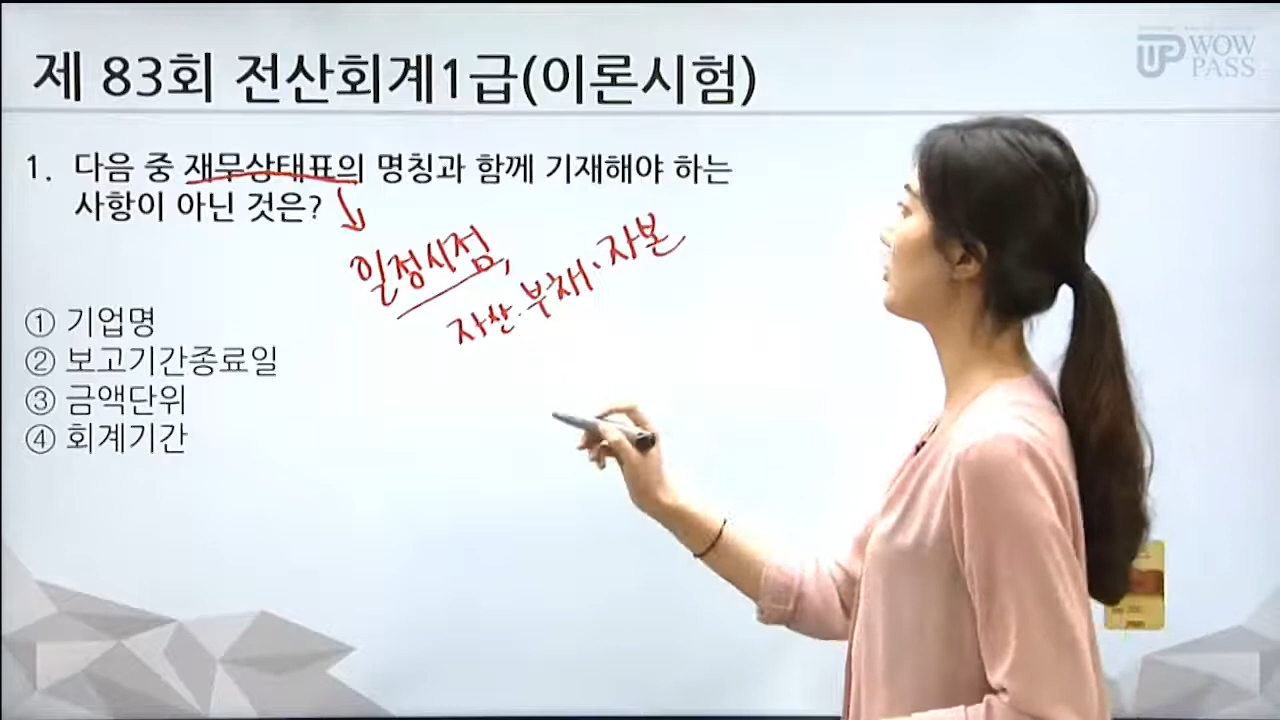 UP WOW
PASS
제 83회 전산회계1급(이론시험)
1. 다음 중 재무상태표의 명칭과 함께 기재해야 하는
사항이 아닌 것은?
일정시점,
자산·부채·자본
① 기업명
② 보고기간종료일
③ 금액단위
④ 회계기간